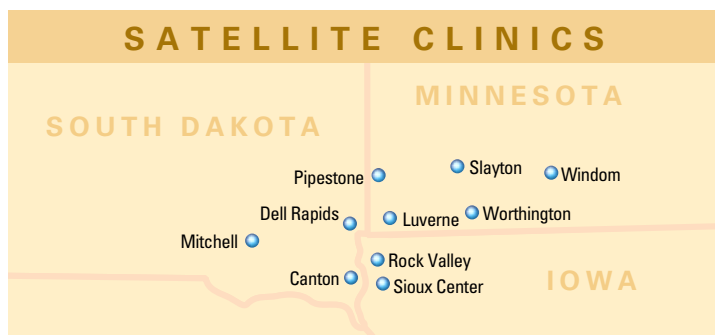 SATELLITE CLINICS
MINNESOTA
SOUTH DAKOTA
Slayton
Pipestone
Windom
Dell Rapids
Luverne
Worthington
Mitchell
Rock Valley
Canton
Sioux Center
IOWA